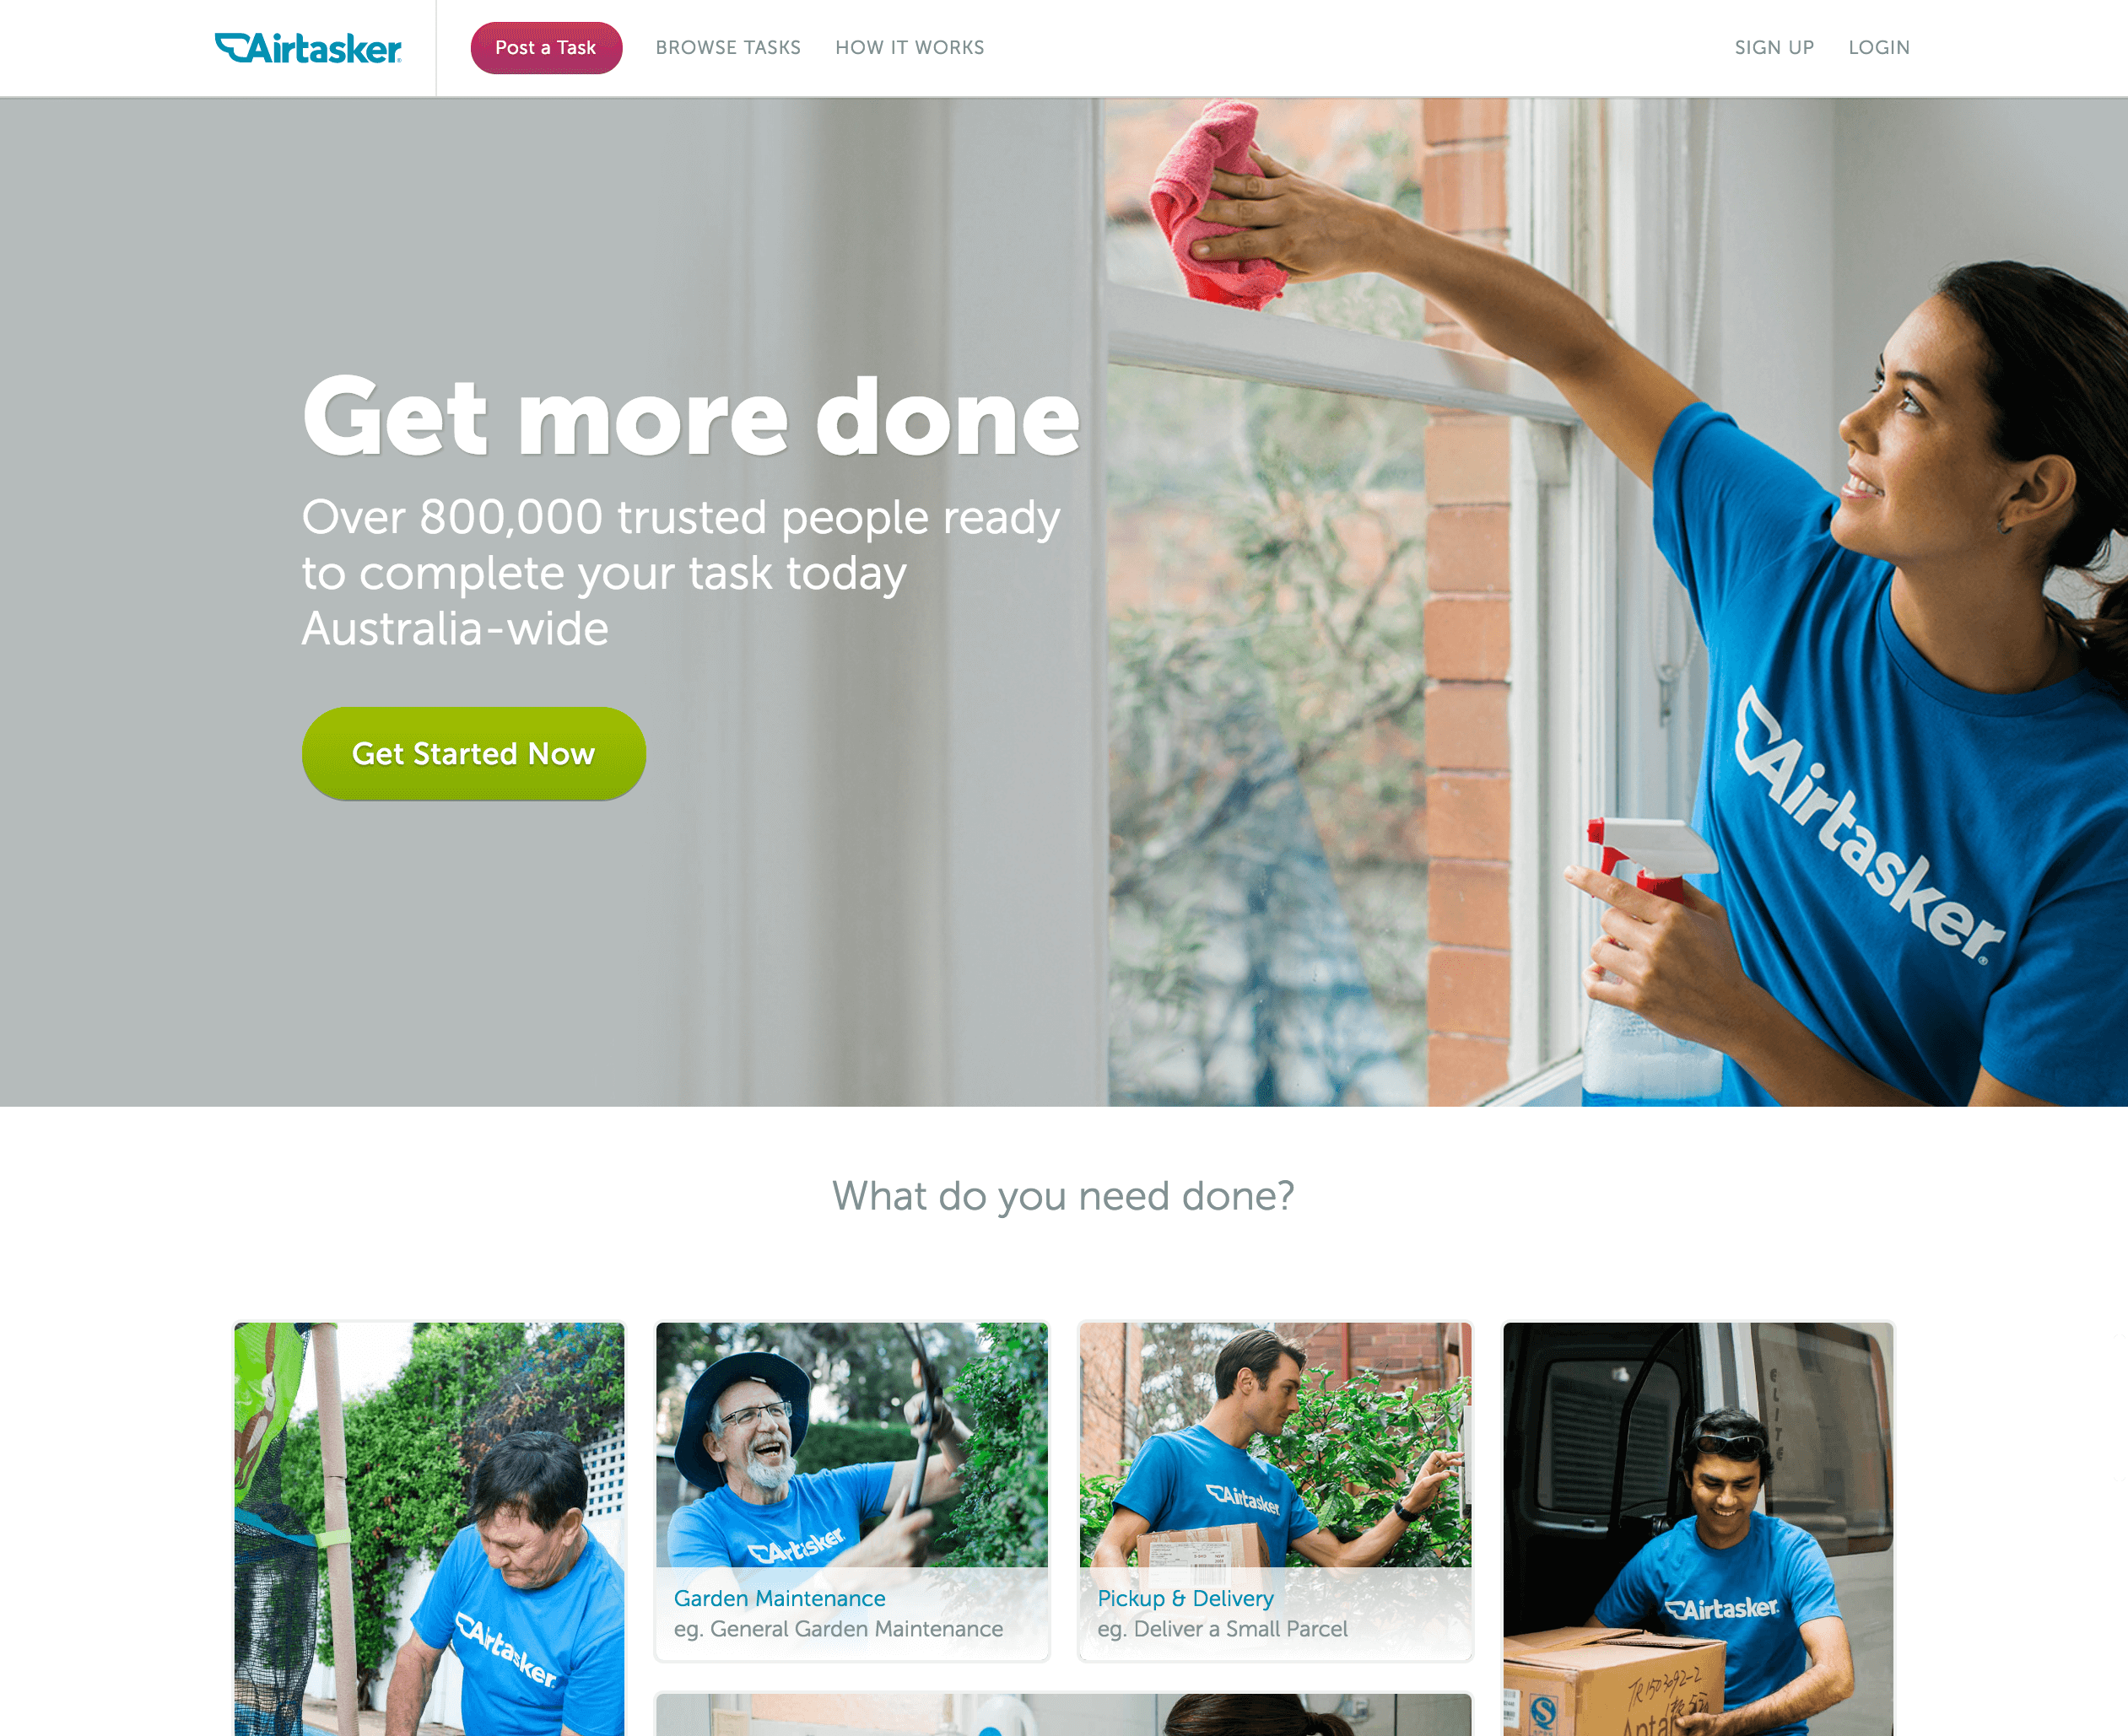 Airtasker
Post a Task
BROWSE TASKS
HOW IT WORKS
SIGN UP
LOGIN
Get more done
Over 800,000 trusted people ready
to complete your task today
Australia-wide
Get Started Now
Airtasker
What do you need done?
Airtasker
Airtasker
Garden Maintenance
eg. General Garden Maintenance
Airtasker
Pickup & Delivery
eg. Deliver a Small Parcel
ELITE
Airtasker